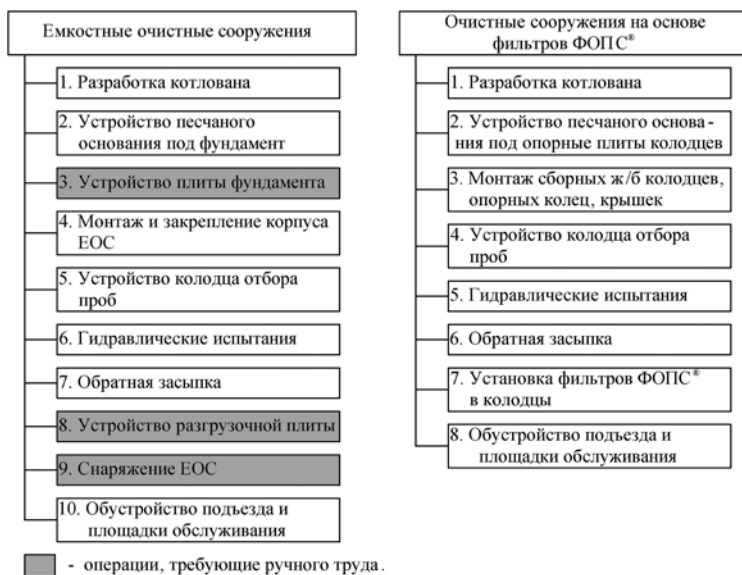 Емкостные очистные сооружения
1. Разработка котлована
2. Устройство песчаного
основания под фундамент
3. Устройство плиты фундамента
4. Монтаж и закрепление корпуса
ЕОС
5. Устройство колодца отбора
проб
6. Гидравлические испытания
7. Обратная засыпка
8. Устройство разгрузочной плиты
9. Снаряжение ЕОС
10. Обустройство подъезда и
площадки обслуживания
- операции, требующие ручного труда.
Очистные сооружения на основе
фильтров ФОПС®
1. Разработка котлована
2. Устройство песчаного основа-
ния под опорные плиты колодцев
3. Монтаж сборных ж/б колодцев,
опорных колец, крышек
4. Устройство колодца отбора
проб
5. Гидравлические испытания
6. Обратная засыпка
7. Установка фильтров ФОПС®
в колодцы
8. Обустройство подъезда и
площадки обслуживания